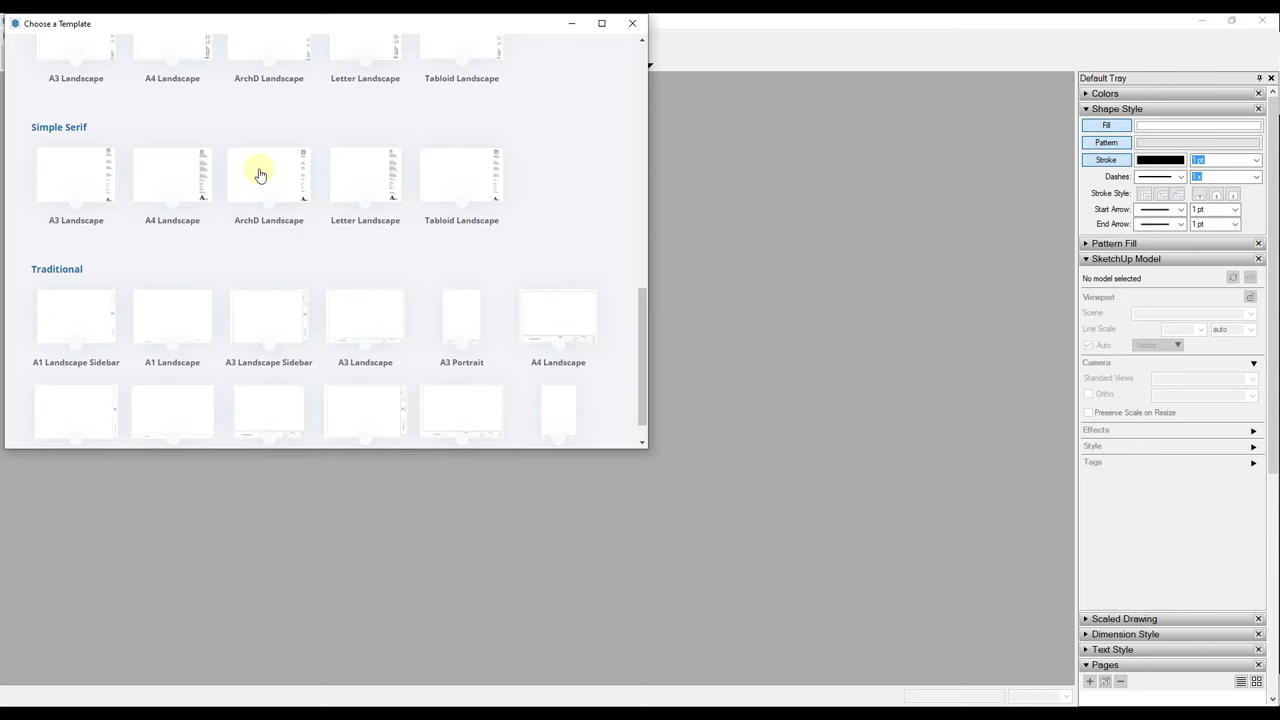 Choose a Template
A3 Landscape A4 Landscape ArchD Landscape Letter Landscape Tabloid Landscape
Simple Serif
A3 Landscape A4 Landscape ArchD Landscape Letter Landscape Tabloid Landscape
Traditional
A1 Landscape Sidebar A1 Landscape A3 Landscape Sidebar A3 Landscape A3 Portrait A4 Landscape
Default Tray
Colors
Shape Style
Fill
Pattern
Stroke 1 pt
Dashes: 1 x
Stroke Style:
Start Arrow: 1 pt
End Arrow: 1 pt
Pattern Fill
SketchUp Model
No model selected
Viewport
Scene
Line Scale auto
Auto Vector
Camera
Standard Views
Ortho
Preserve Scale on Resize
Effects
Style
Tags
Scaled Drawing
Dimension Style
Text Style
Pages